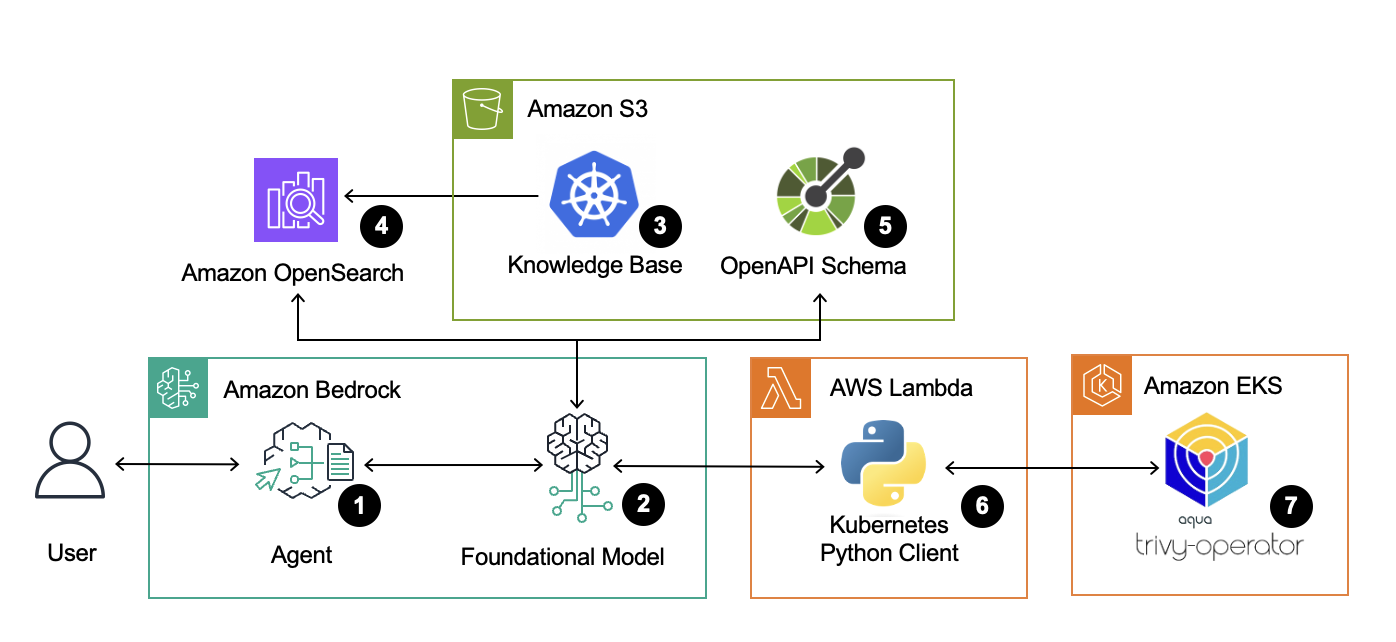 Amazon S3
4
3
5
Amazon OpenSearch
Knowledge Base
OpenAPI Schema
Amazon Bedrock
AWS Lambda
K
Amazon EKS
1
2
6
7
User
Agent
Foundational Model
Kubernetes
Python Client
aqua
trivy-operator